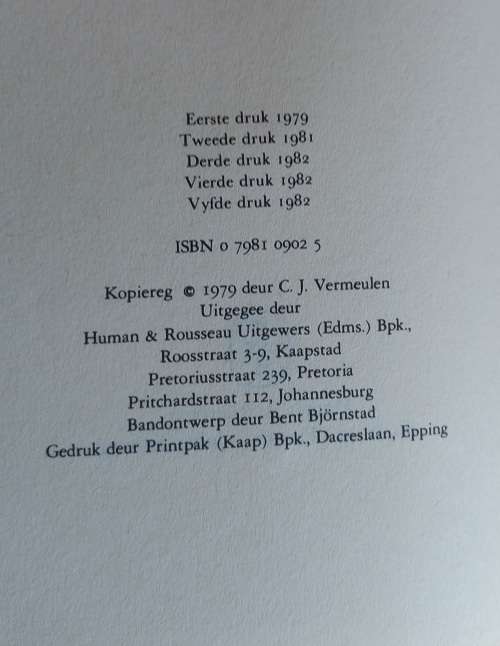 Eerste druk 1979
Tweede druk 1981
Derde druk 1982
Vierde druk 1982
Vyfde druk 1982
ISBN 0 7981 0902 5
Kopiereg © 1979 deur C. J. Vermeulen
Uitgegee deur
Human & Rousseau Uitgewers (Edms.) Bpk.,
Roosstraat 3-9, Kaapstad
Pretoriusstraat 239, Pretoria
Pritchardstraat 112, Johannesburg
Bandontwerp deur Bent Björnstad
Gedruk deur Printpak (Kaap) Bpk., Dacreslaan, Epping